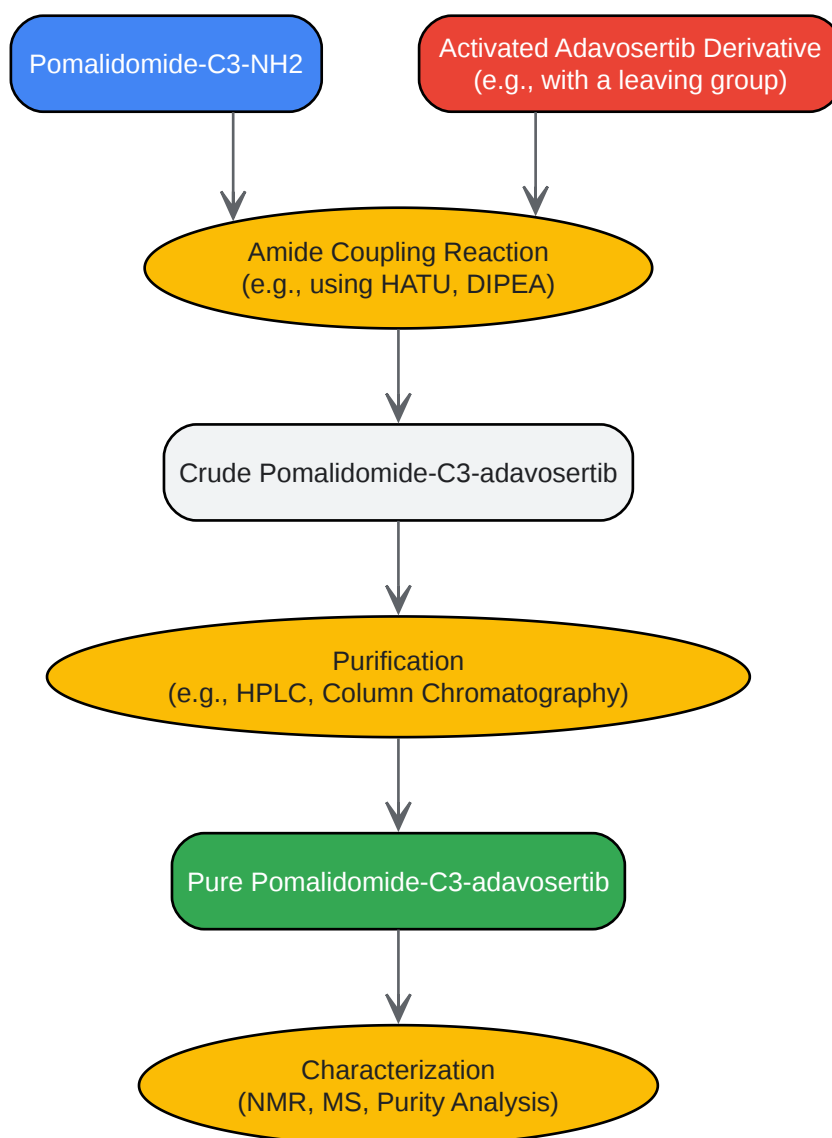 Pomalidomide-C3-NH2
Activated Adavosertib Derivative
(e.g., with a leaving group)
Amide Coupling Reaction
(e.g., using HATU, DIPEA)
Crude Pomalidomide-C3-adavosertib
Purification
(e.g., HPLC, Column Chromatography)
Pure Pomalidomide-C3-adavosertib
Characterization
(NMR, MS, Purity Analysis)